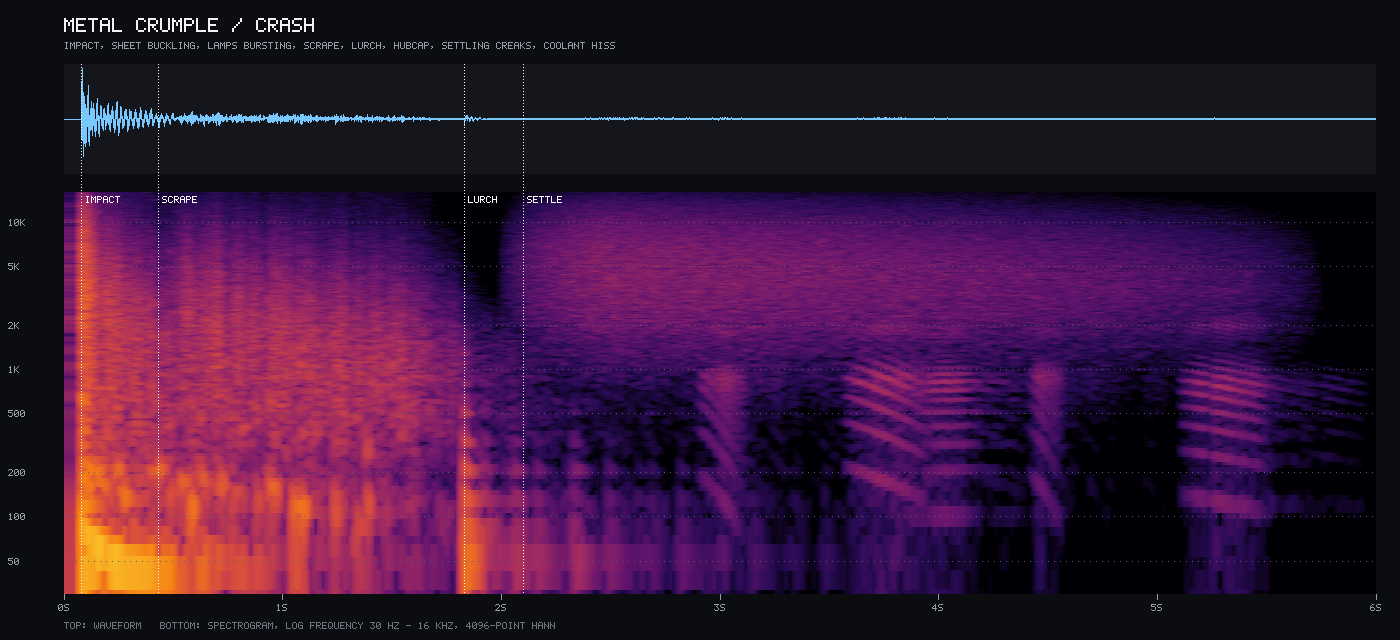 METAL CRUMPLE / CRASH
IMPACT, SHEET BUCKLING, LAMPS BURSTING, SCRAPE, LURCH, HUBCAP, SETTLING CREAKS, COOLANT HISS
IMPACT SCRAPE LURCH SETTLE
10K
5K
2K
1K
500
200
100
50
0S 1S 2S 3S 4S 5S 6S
TOP: WAVEFORM BOTTOM: SPECTROGRAM, LOG FREQUENCY 30 HZ - 16 KHZ, 4096-POINT HANN